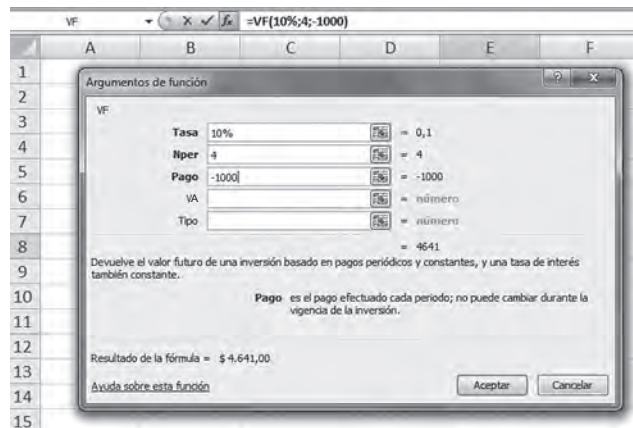 VF =VF(10%;4;-1000)
A B C D E F
1
2
3
4
5
6
7
8
9
10
11
12
13
14
15
Argumentos de función
VF
Tasa 10% = 0,1
Nper 4 = 4
Pago -1000 = -1000
VA = número
Tipo = número
= 4641
Devuelve el valor futuro de una inversión basado en pagos periódicos y constantes, y una tasa de interés
también constante.
Pago es el pago efectuado cada periodo; no puede cambiar durante la
vigencia de la inversión.
Resultado de la fórmula = $ 4.641,00
Ayuda sobre esta función Aceptar Cancelar